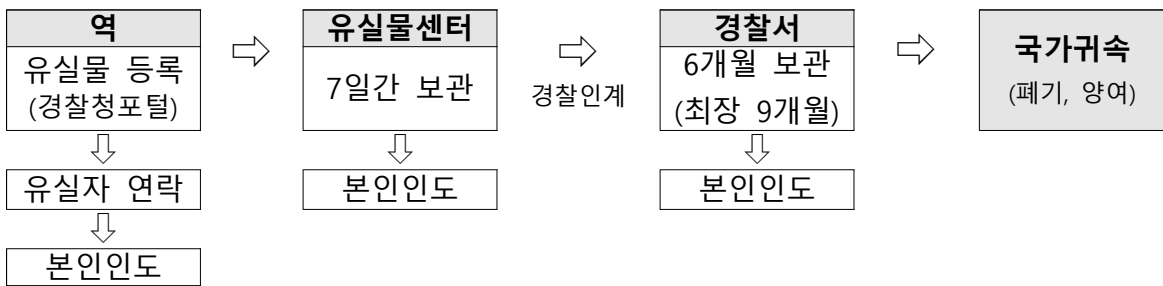 역
유실물 등록
(경찰청포털)
유실자 연락
본인인도
유실물센터
7일간 보관
본인인도
경찰인계
경찰서
6개월 보관
(최장 9개월)
본인인도
국가귀속
(폐기, 양여)